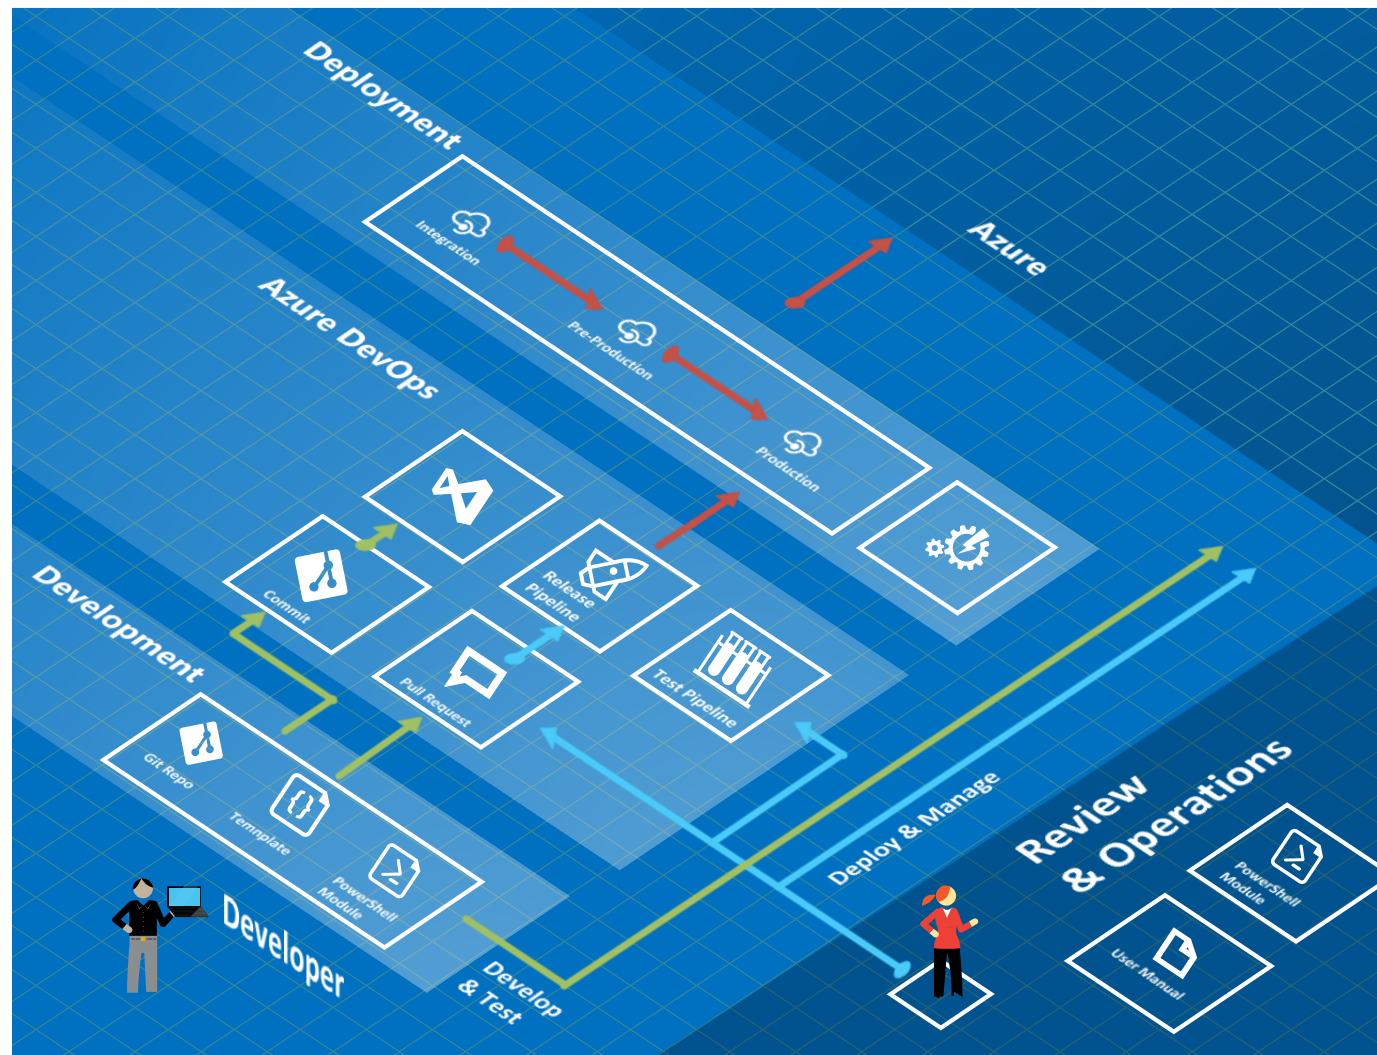 Deployment
Integration
Pre-Production
Production
Azure
Azure DevOps
Commit
Release
Pipeline
Pull Request
Test Pipeline
Development
Git Repo
Temnplate
PowerShell
Module
Developer
Develop
& Test
Deploy & Manage
Review
& Operations
PowerShell
Module
User Manual